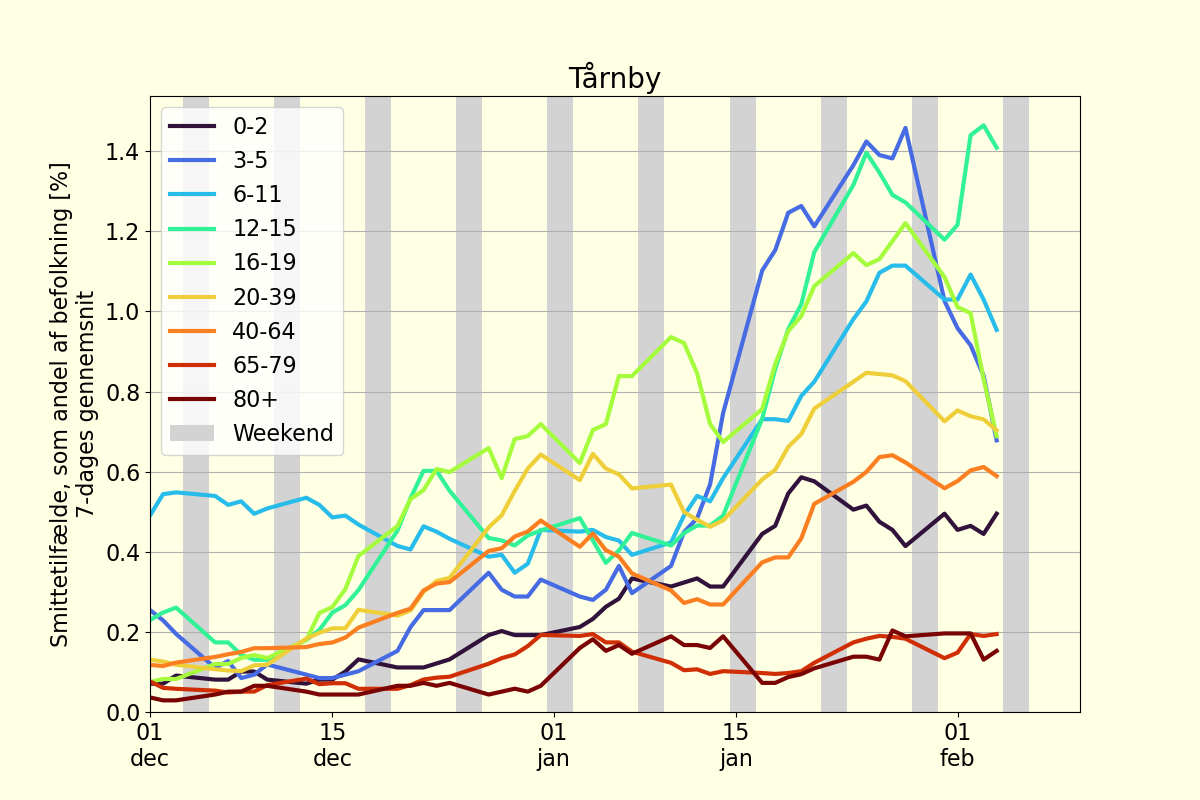 Tårnby
Smittetilfælde, som andel af befolkning [%]
7-dages gennemsnit
1.4
1.2
1.0
0.8
0.6
0.4
0.2
0.0
0-2
3-5
6-11
12-15
16-19
20-39
40-64
65-79
80+
Weekend
01 15 01 15 01
dec dec jan jan feb